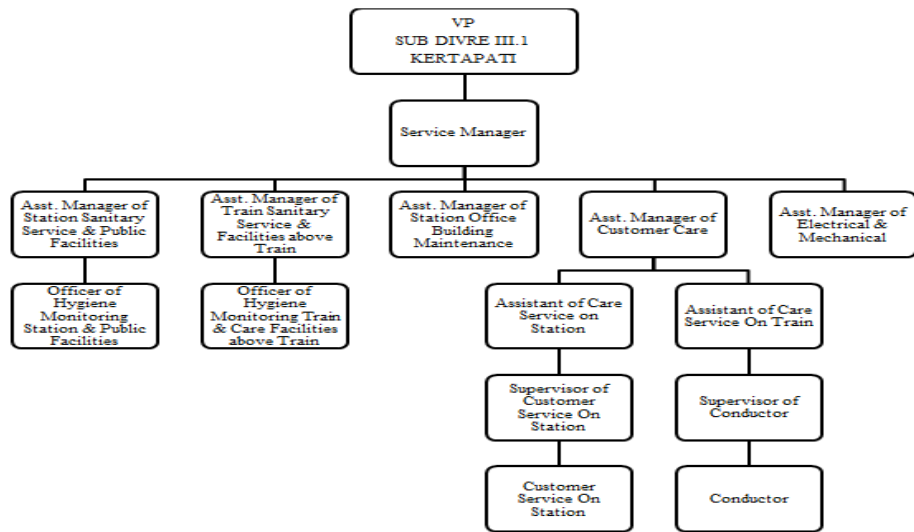 VP
SUB DIVRE III.1
KERTAPATI
Service Manager
Asst. Manager of
Station Sanitary
Service & Public
Facilities
Asst. Manager of
Train Sanitary
Service &
Facilities above
Train
Asst. Manager of
Station Office
Building
Maintenance
Asst. Manager of
Customer Care
Asst. Manager of
Electrical &
Mechanical
Officer of
Hygiene
Monitoring
Station & Public
Facilities
Officer of
Hygiene
Monitoring Train
& Care Facilities
above Train
Assistant of Care
Service on
Station
Assistant of Care
Service On Train
Supervisor of
Customer
Service On
Station
Supervisor of
Conductor
Customer
Service On
Station
Conductor